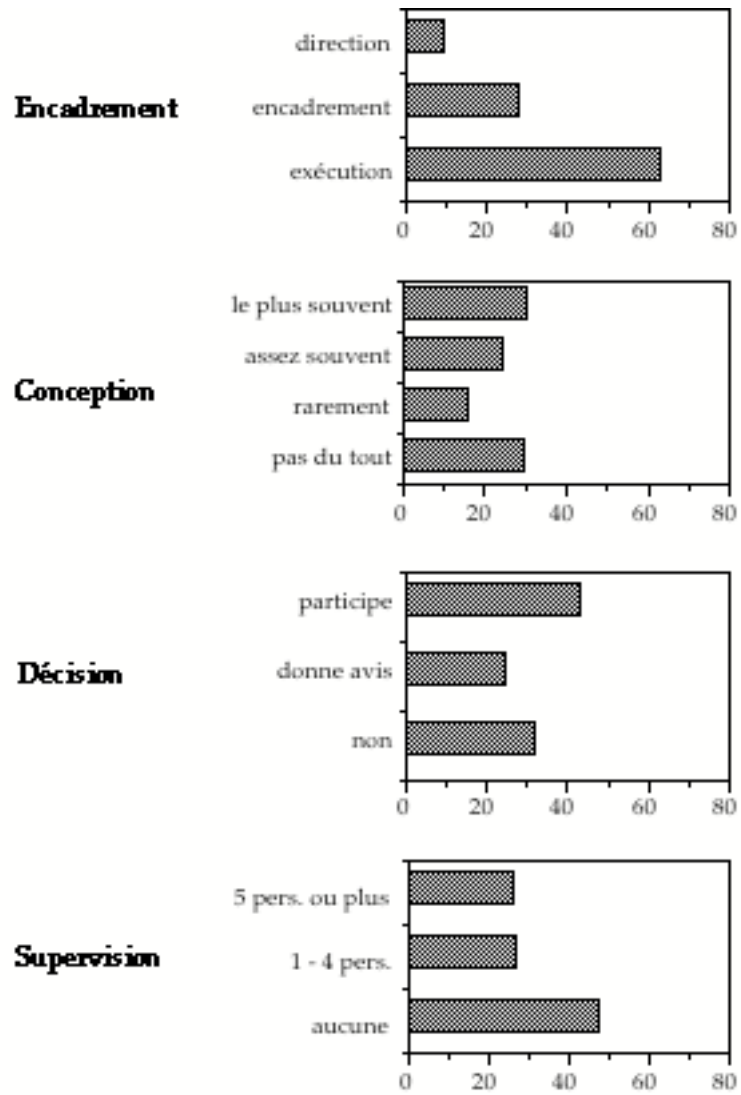 Encadrement
direction
encadrement
exécution
0 20 40 60 80
Conception
le plus souvent
assez souvent
rarement
pas du tout
0 20 40 60 80
Décision
participe
donne avis
non
0 20 40 60 80
Supervision
5 pers. ou plus
1 - 4 pers.
aucune
0 20 40 60 80